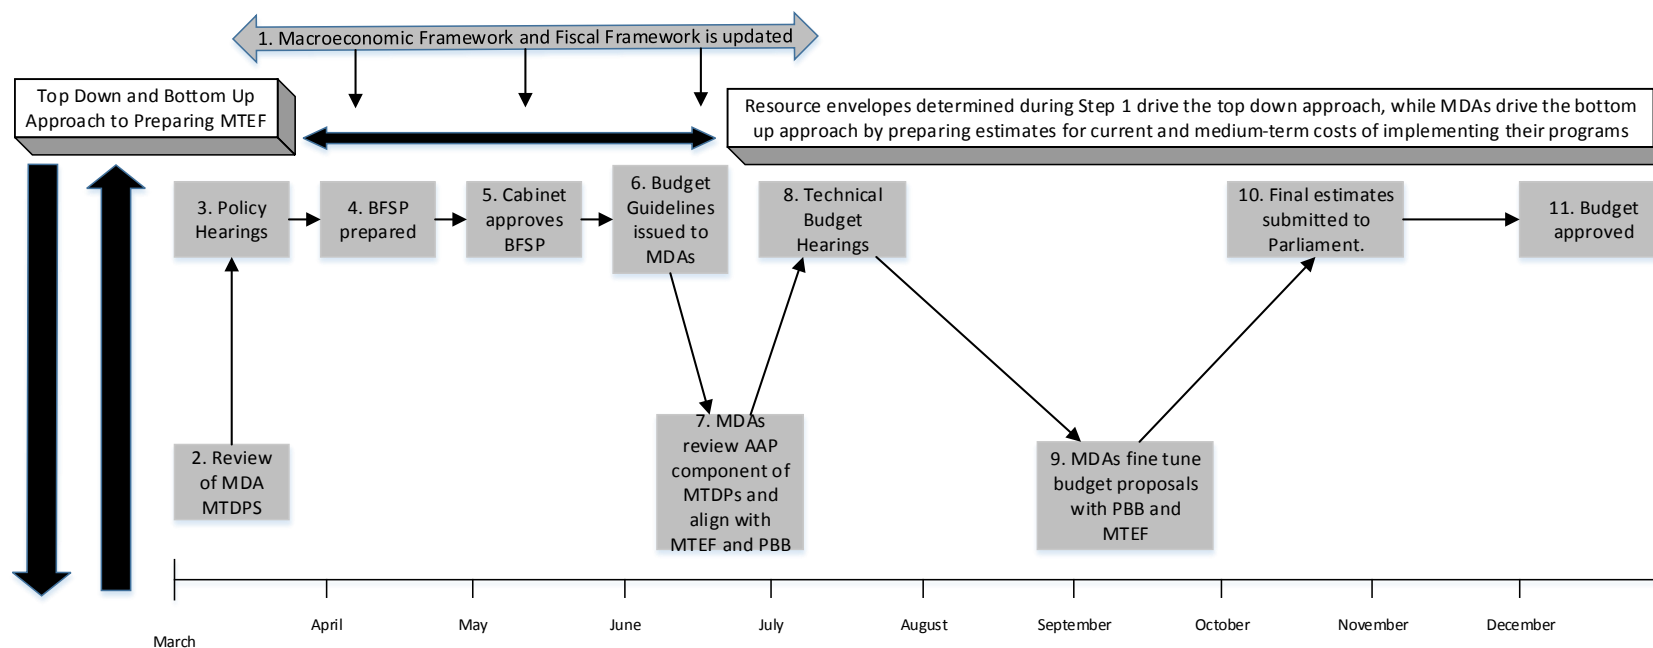 1. Macroeconomic Framework and Fiscal Framework is updated
Top Down and Bottom Up
Approach to Preparing MTEF
Resource envelopes determined during Step 1 drive the top down approach, while MDAs drive the bottom
up approach by preparing estimates for current and medium-term costs of implementing their programs
3. Policy
Hearings
4. BFSP
prepared
5. Cabinet
approves
BFSP
6. Budget
Guidelines
issued to
MDAs
8. Technical
Budget
Hearings
10. Final estimates
submitted to
Parliament.
11. Budget
approved
2. Review
of MDA
MTDPS
7. MDAs
review AAP
component of
MTDPs and
align with
MTEF and PBB
9. MDAs fine tune
budget proposals
with PBB and
MTEF
March
April
May
June
July
August
September
October
November
December